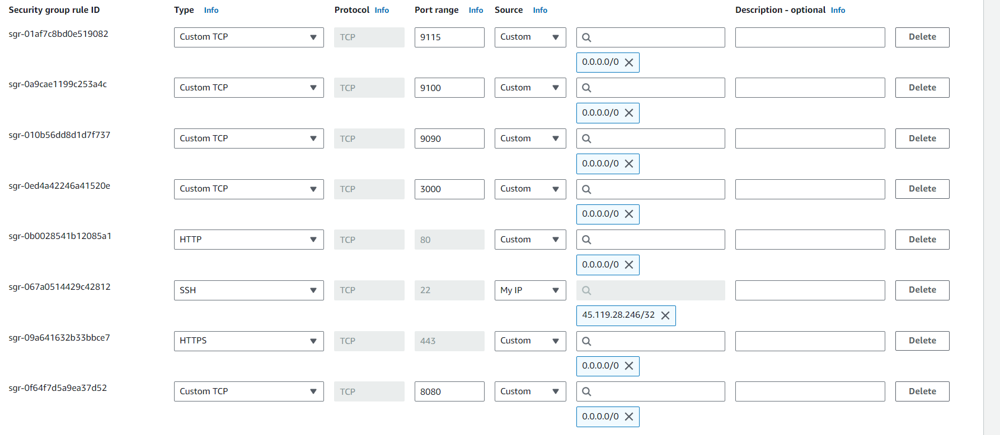 Security group rule ID Type Info Protocol Info Port range Info Source Info Description - optional Info
sgr-01af7c8bd0e519082 Custom TCP TCP 9115 Custom Delete
0.0.0.0/0
sgr-0a9cae1199c253a4c Custom TCP TCP 9100 Custom Delete
0.0.0.0/0
sgr-010b56dd8d1d7f737 Custom TCP TCP 9090 Custom Delete
0.0.0.0/0
sgr-0ed4a42246a41520e Custom TCP TCP 3000 Custom Delete
0.0.0.0/0
sgr-0b0028541b12085a1 HTTP TCP 80 Custom Delete
0.0.0.0/0
sgr-067a0514429c42812 SSH TCP 22 My IP Delete
45.119.28.246/32
sgr-09a641632b33bbce7 HTTPS TCP 443 Custom Delete
0.0.0.0/0
sgr-0f64f7d5a9ea37d52 Custom TCP TCP 8080 Custom Delete
0.0.0.0/0